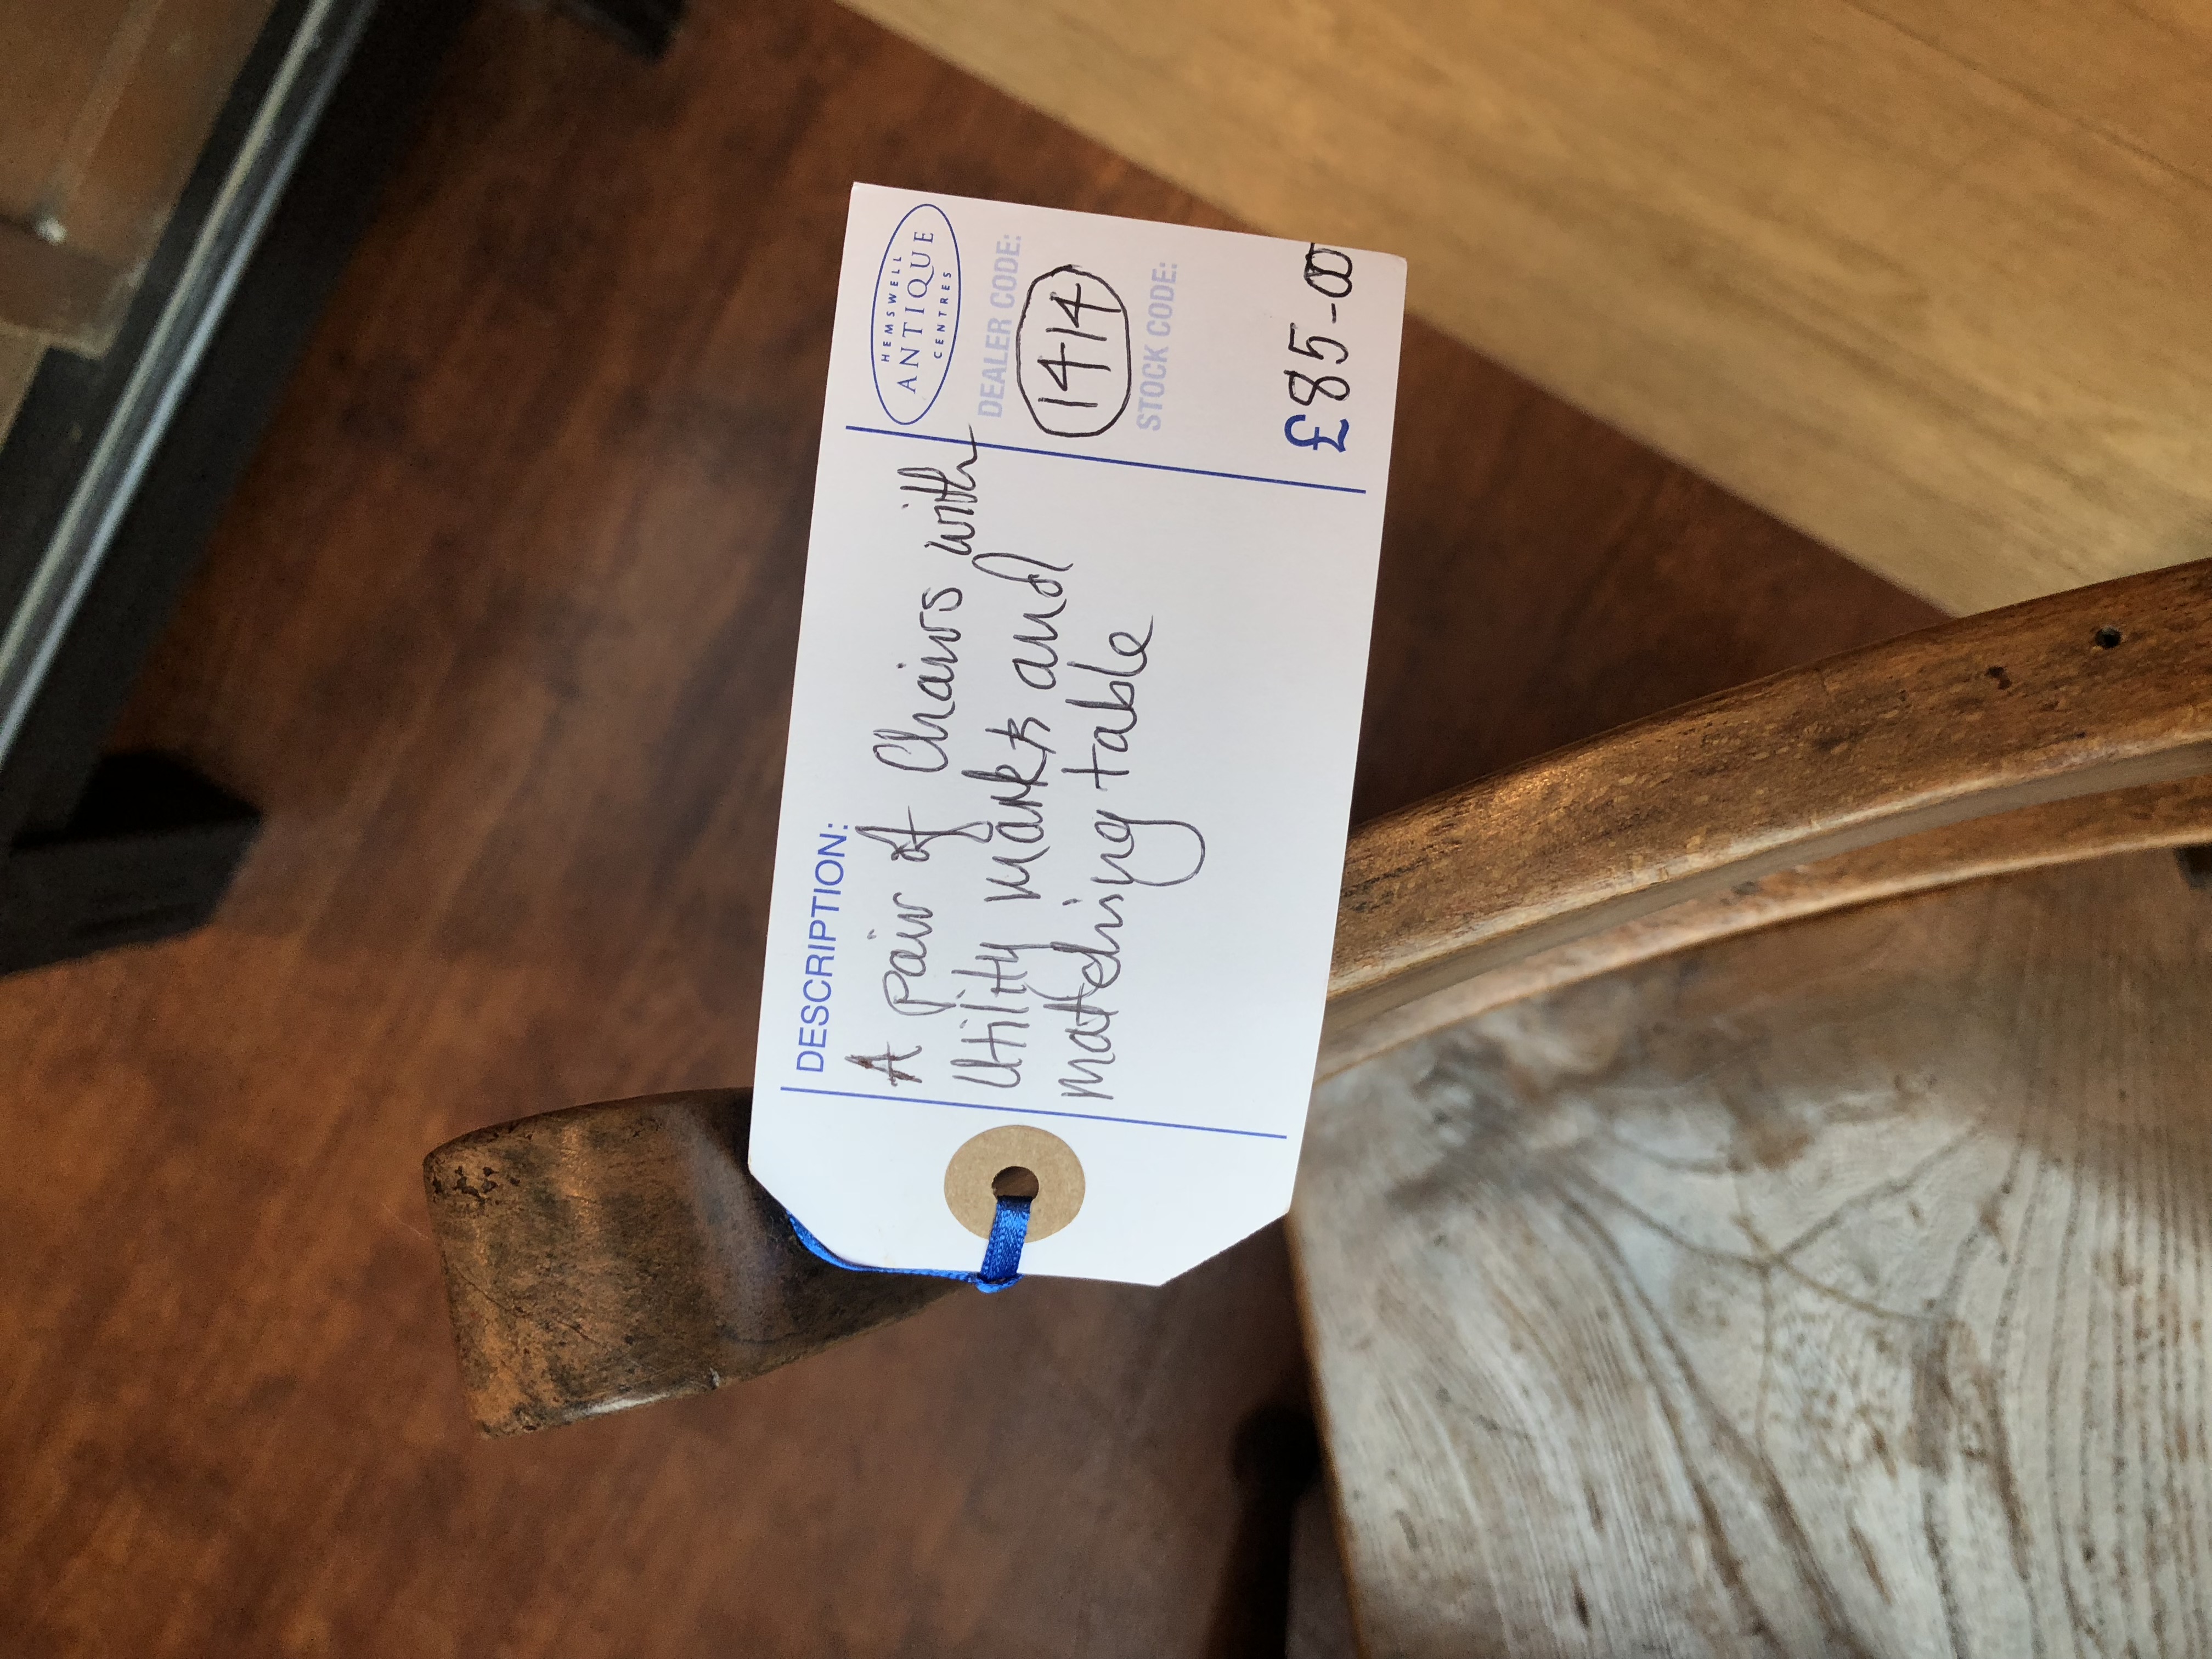 DESCRIPTION:
A pair of Chairs with
Utility marks and
matching table
HEMSWELL
ANTIQUE
CENTRES
DEALER CODE:
1414
STOCK CODE:
£85-00